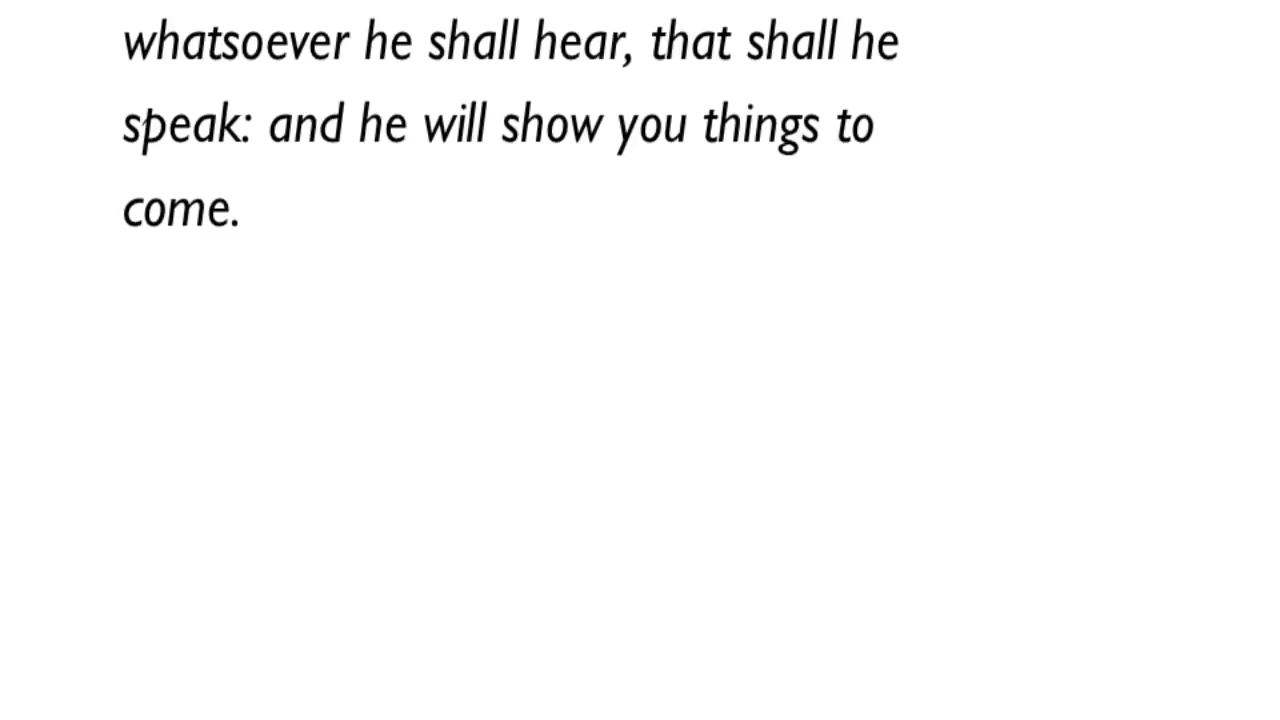 whatsoever he shall hear, that shall he
speak: and he will show you things to
come.